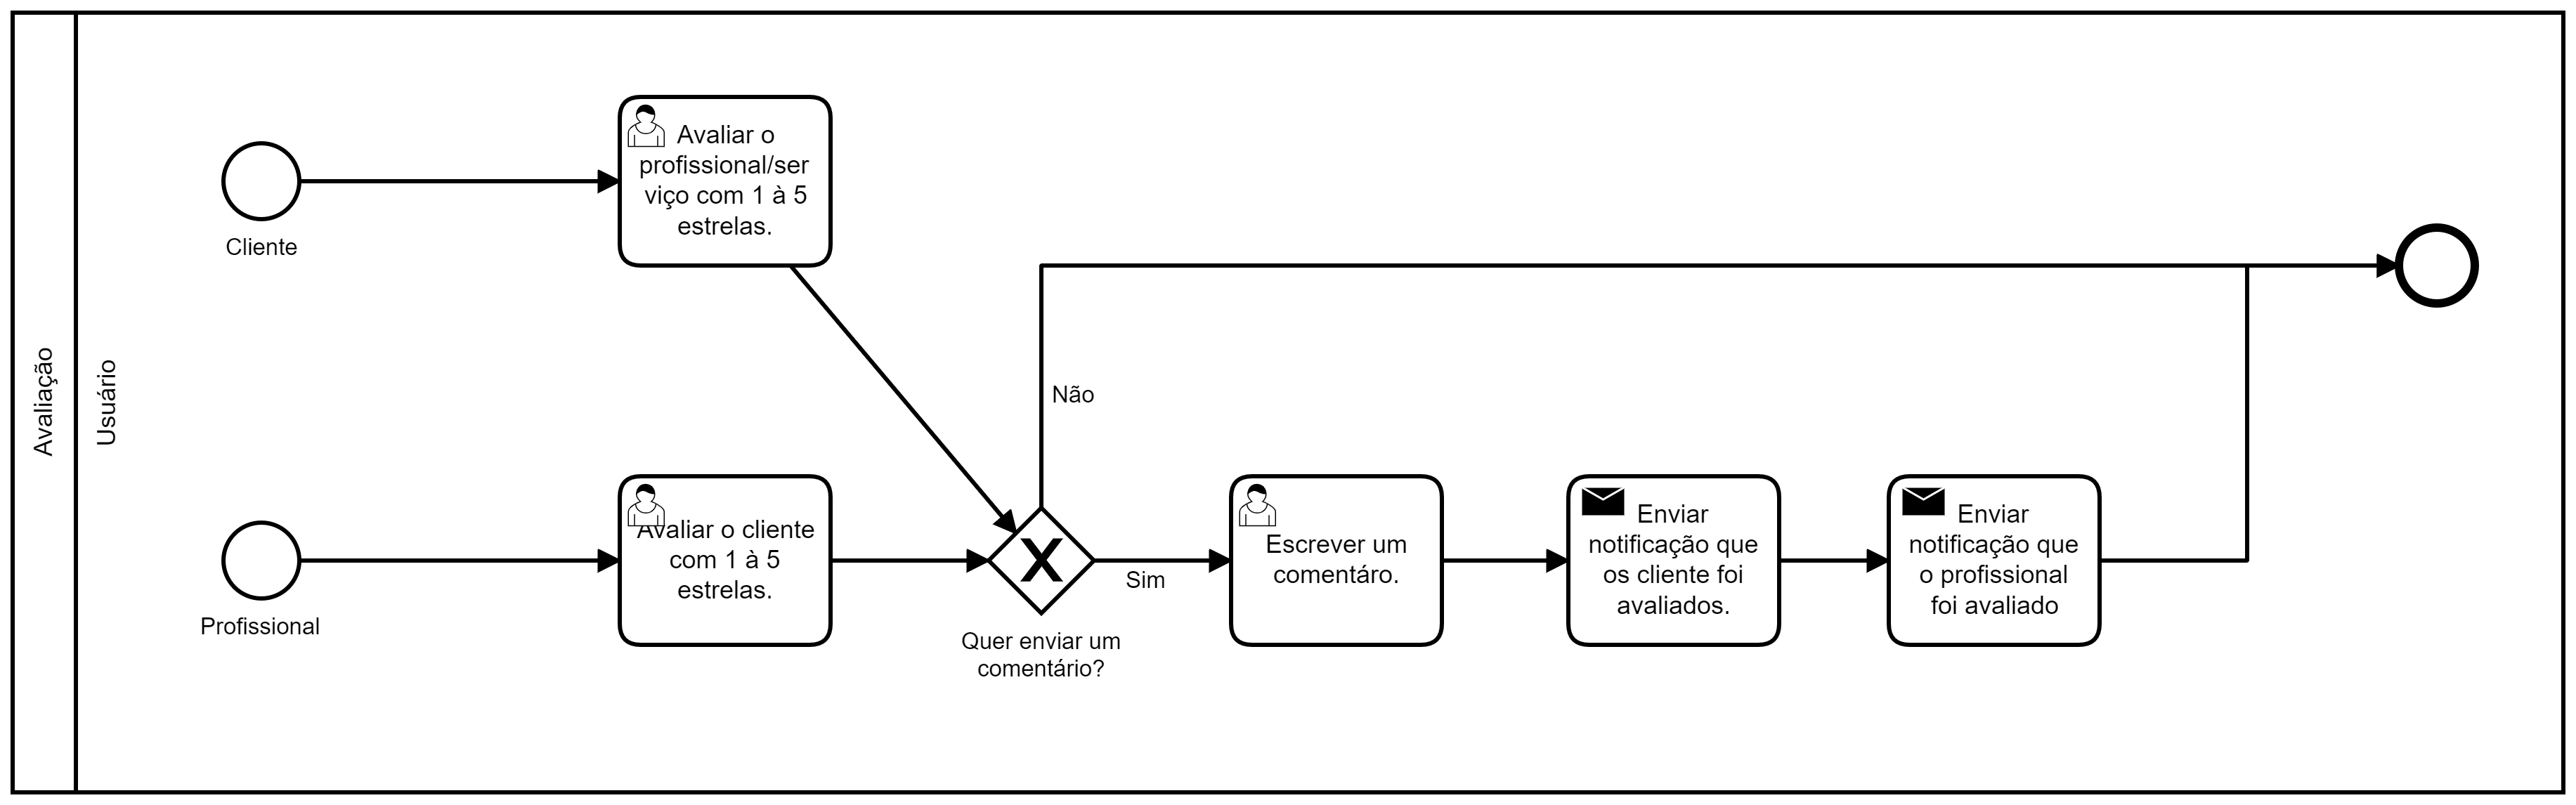 Avaliação
Usuário
Cliente
Avaliar o
profissional/ser
viço com 1 à 5
estrelas.
Profissional
Avaliar o cliente
com 1 à 5
estrelas.
Não
Sim
Quer enviar um
comentário?
Escrever um
comentáro.
Enviar
notificação que
os cliente foi
avaliados.
Enviar
notificação que
o profissional
foi avaliado